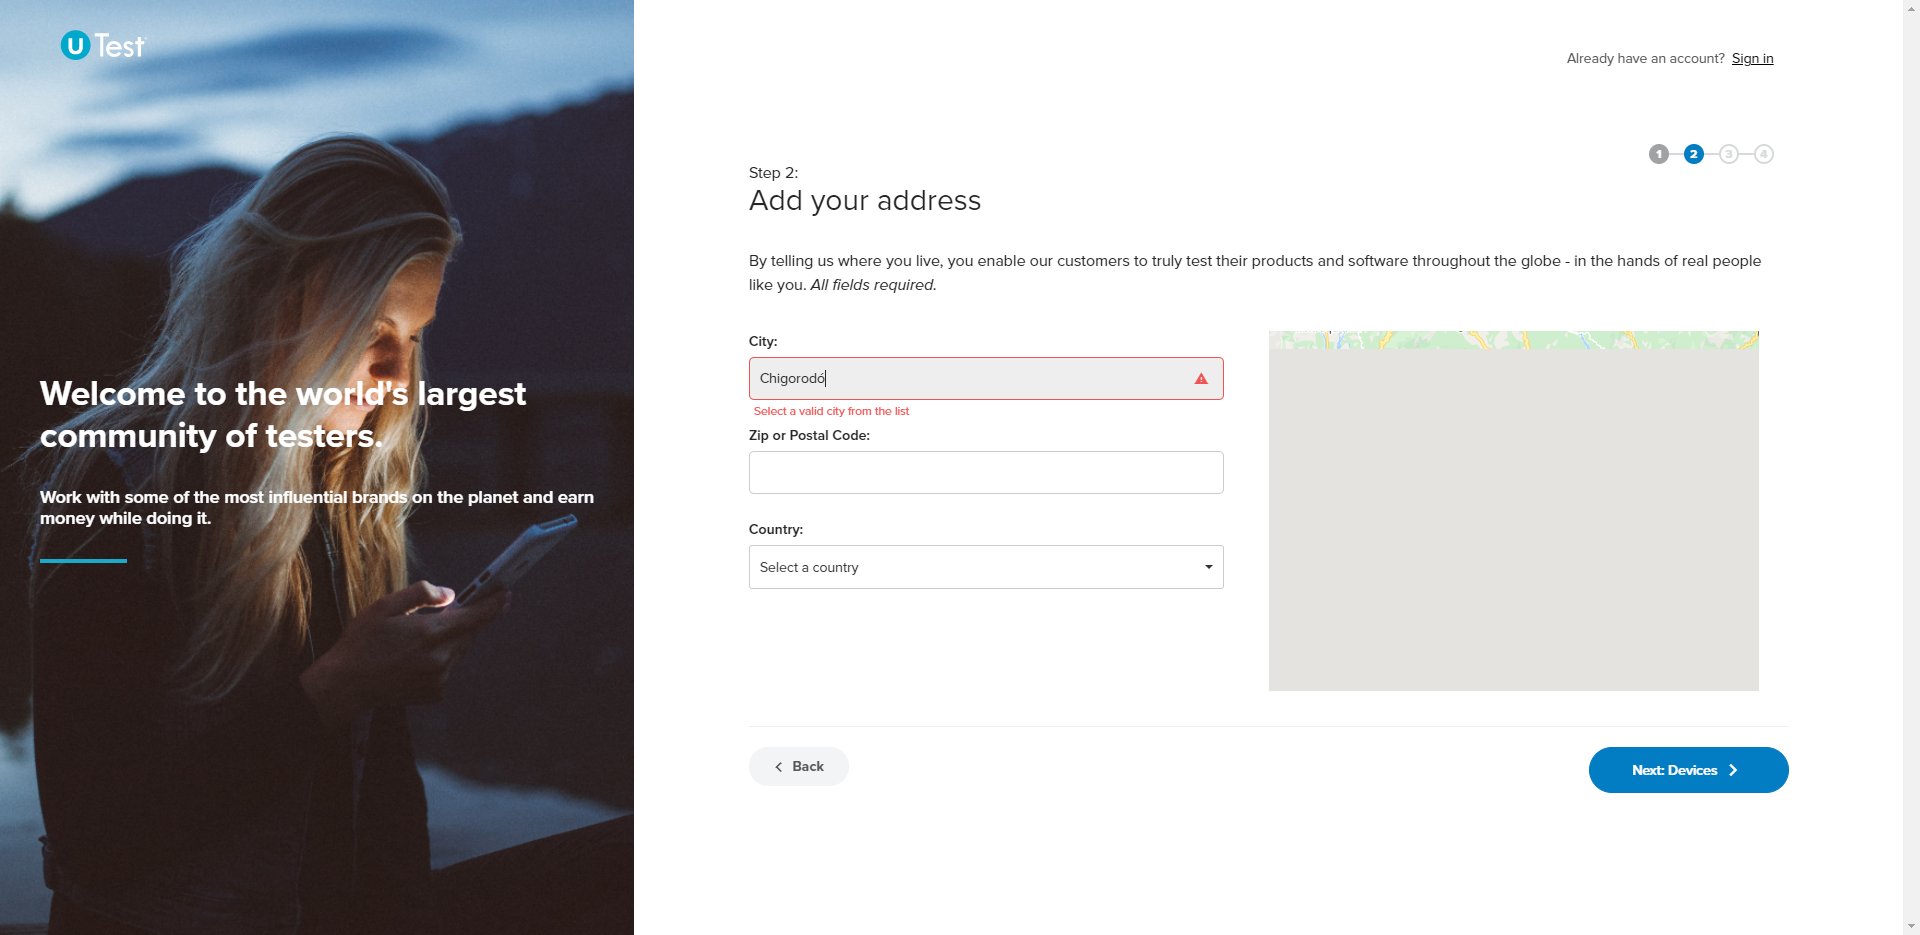 U Test
Already have an account? Sign in
1 2 3 4
Step 2:
Add your address
By telling us where you live, you enable our customers to truly test their products and software throughout the globe - in the hands of real people
like you. All fields required.
City:
Chigorodó
Select a valid city from the list
Zip or Postal Code:
Country:
Select a country
Back
Next: Devices
Welcome to the world's largest
community of testers.
Work with some of the most influential brands on the planet and earn
money while doing it.